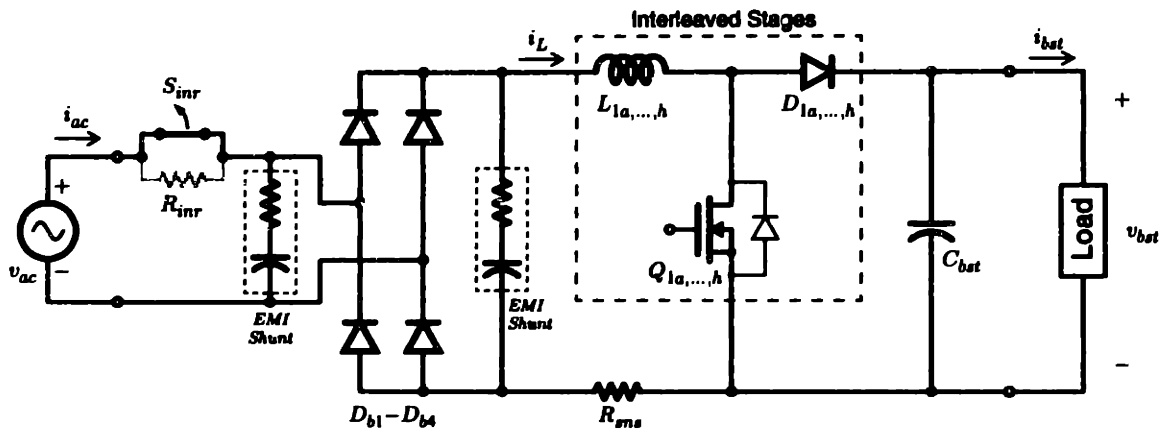 Interleaved Stages
i_L
i_bst
S_inr
i_ac
L_1a,...,h
D_1a,...,h
+
+
R_inr
v_ac
−
EMI
Shunt
EMI
Shunt
Q_1a,...,h
C_bst
Load
v_bst
−
D_b1−D_b4
R_sns